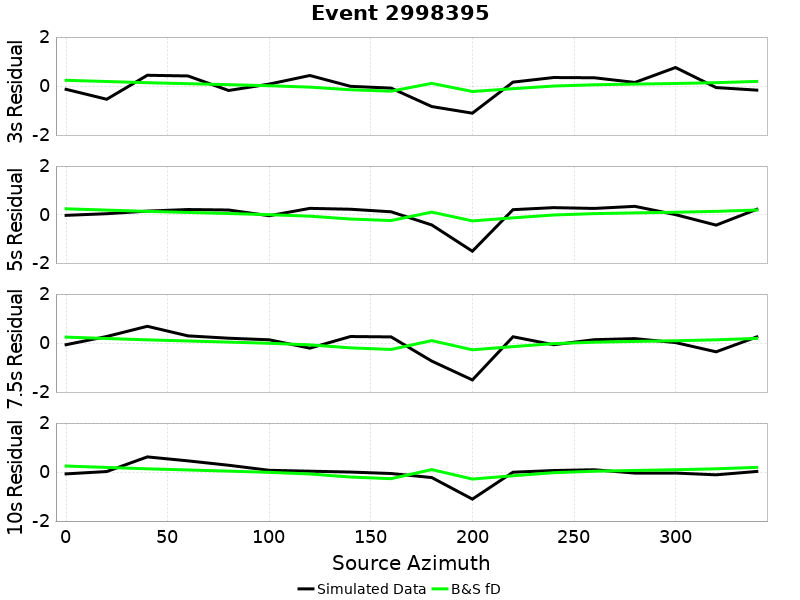 Event 2998395
3s Residual
2
0
-2
5s Residual
2
0
-2
7.5s Residual
2
0
-2
10s Residual
2
0
-2
0 50 100 150 200 250 300
Source Azimuth
Simulated Data B&S fD